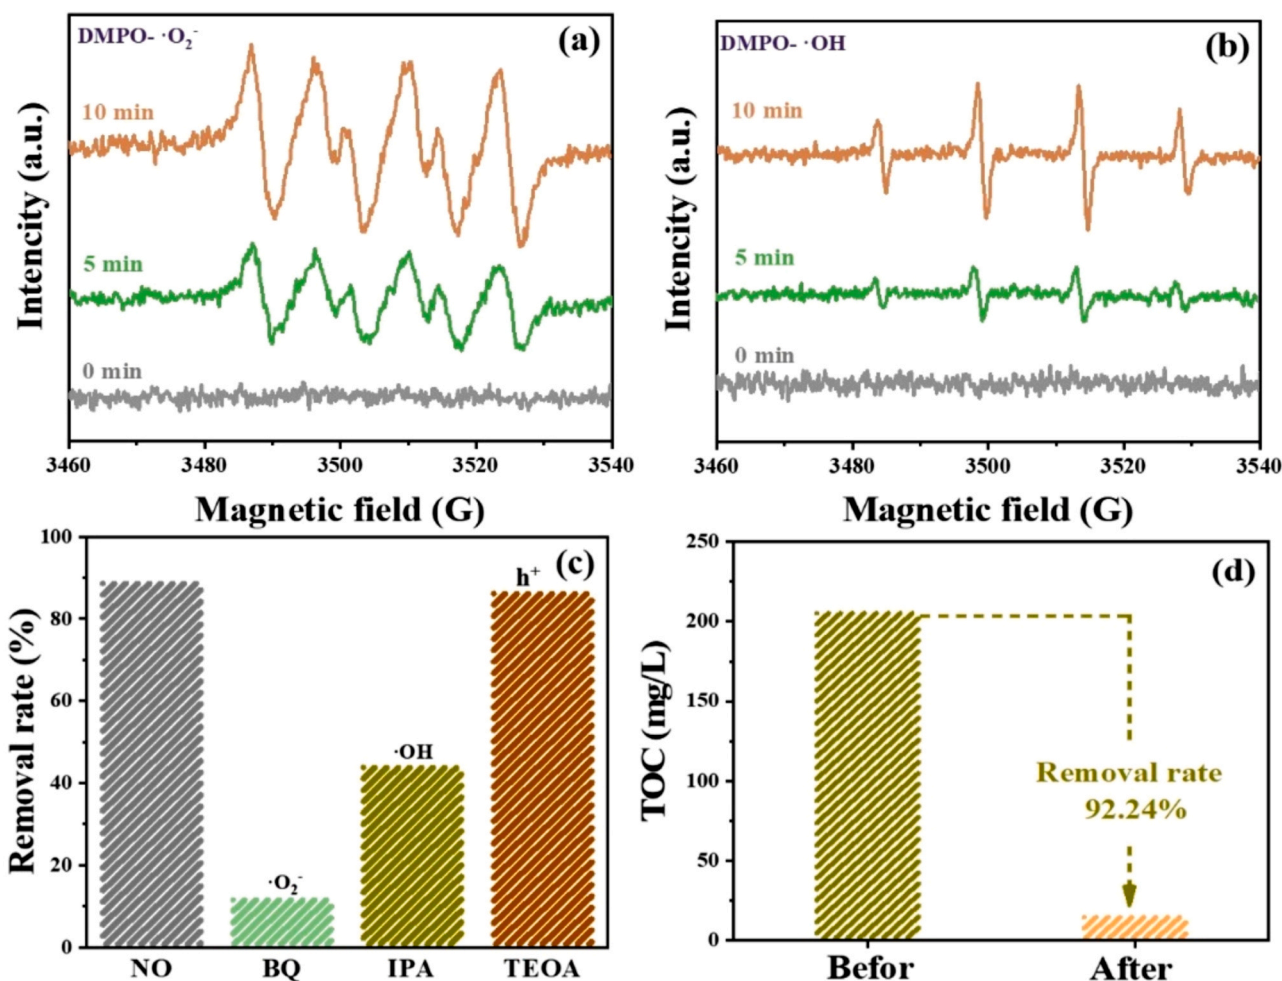 DMPO- ·O₂⁻
(a)
10 min
5 min
0 min
Intencity (a.u.)
3460 3480 3500 3520 3540
Magnetic field (G)
DMPO- ·OH
(b)
10 min
5 min
0 min
Intencity (a.u.)
3460 3480 3500 3520 3540
Magnetic field (G)
100
80
60
40
20
0
Removal rate (%)
(c)
·O₂⁻
·OH
h⁺
NO BQ IPA TEOA
250
200
150
100
50
0
TOC (mg/L)
(d)
Removal rate
92.24%
Befor After